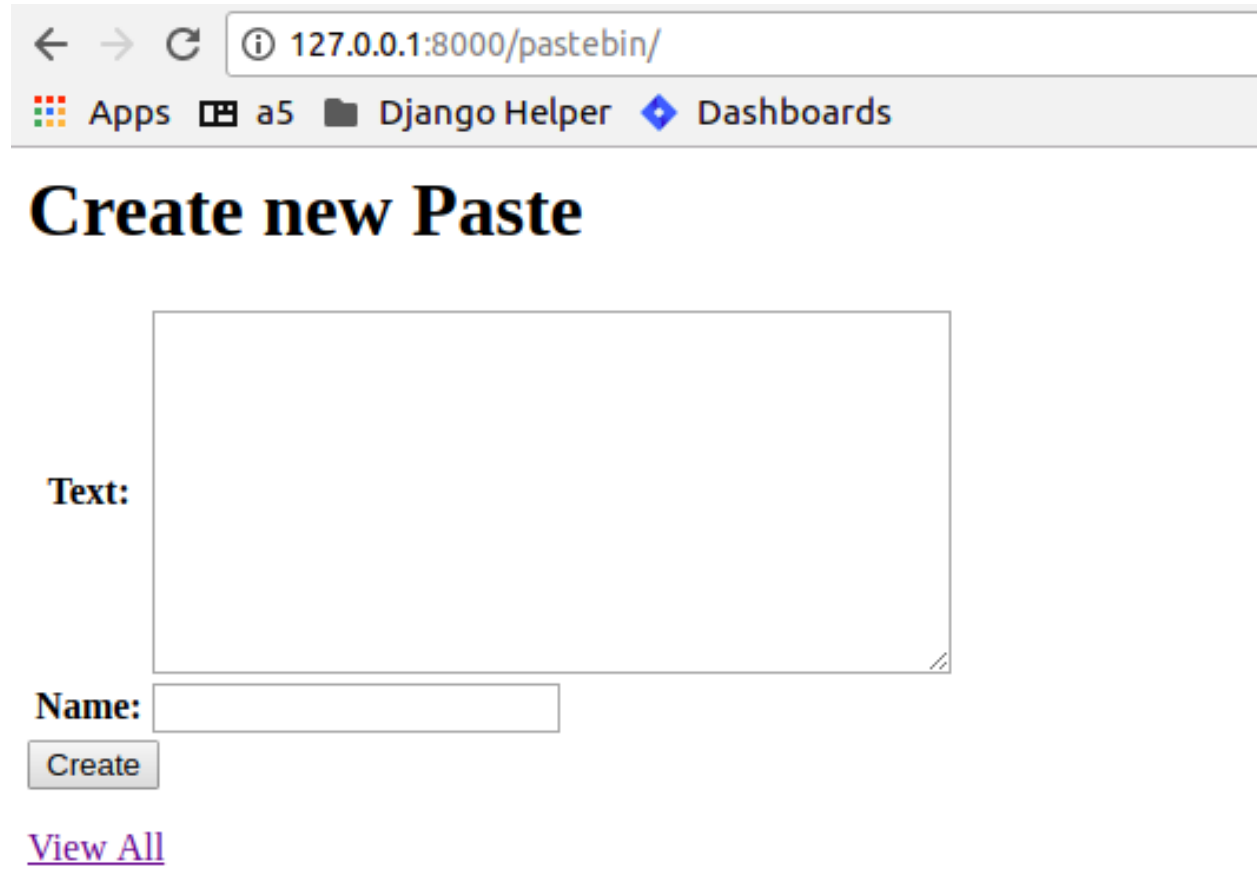 127.0.0.1:8000/pastebin/
Apps a5 Django Helper Dashboards
Create new Paste
Text:
Name:
Create
View All